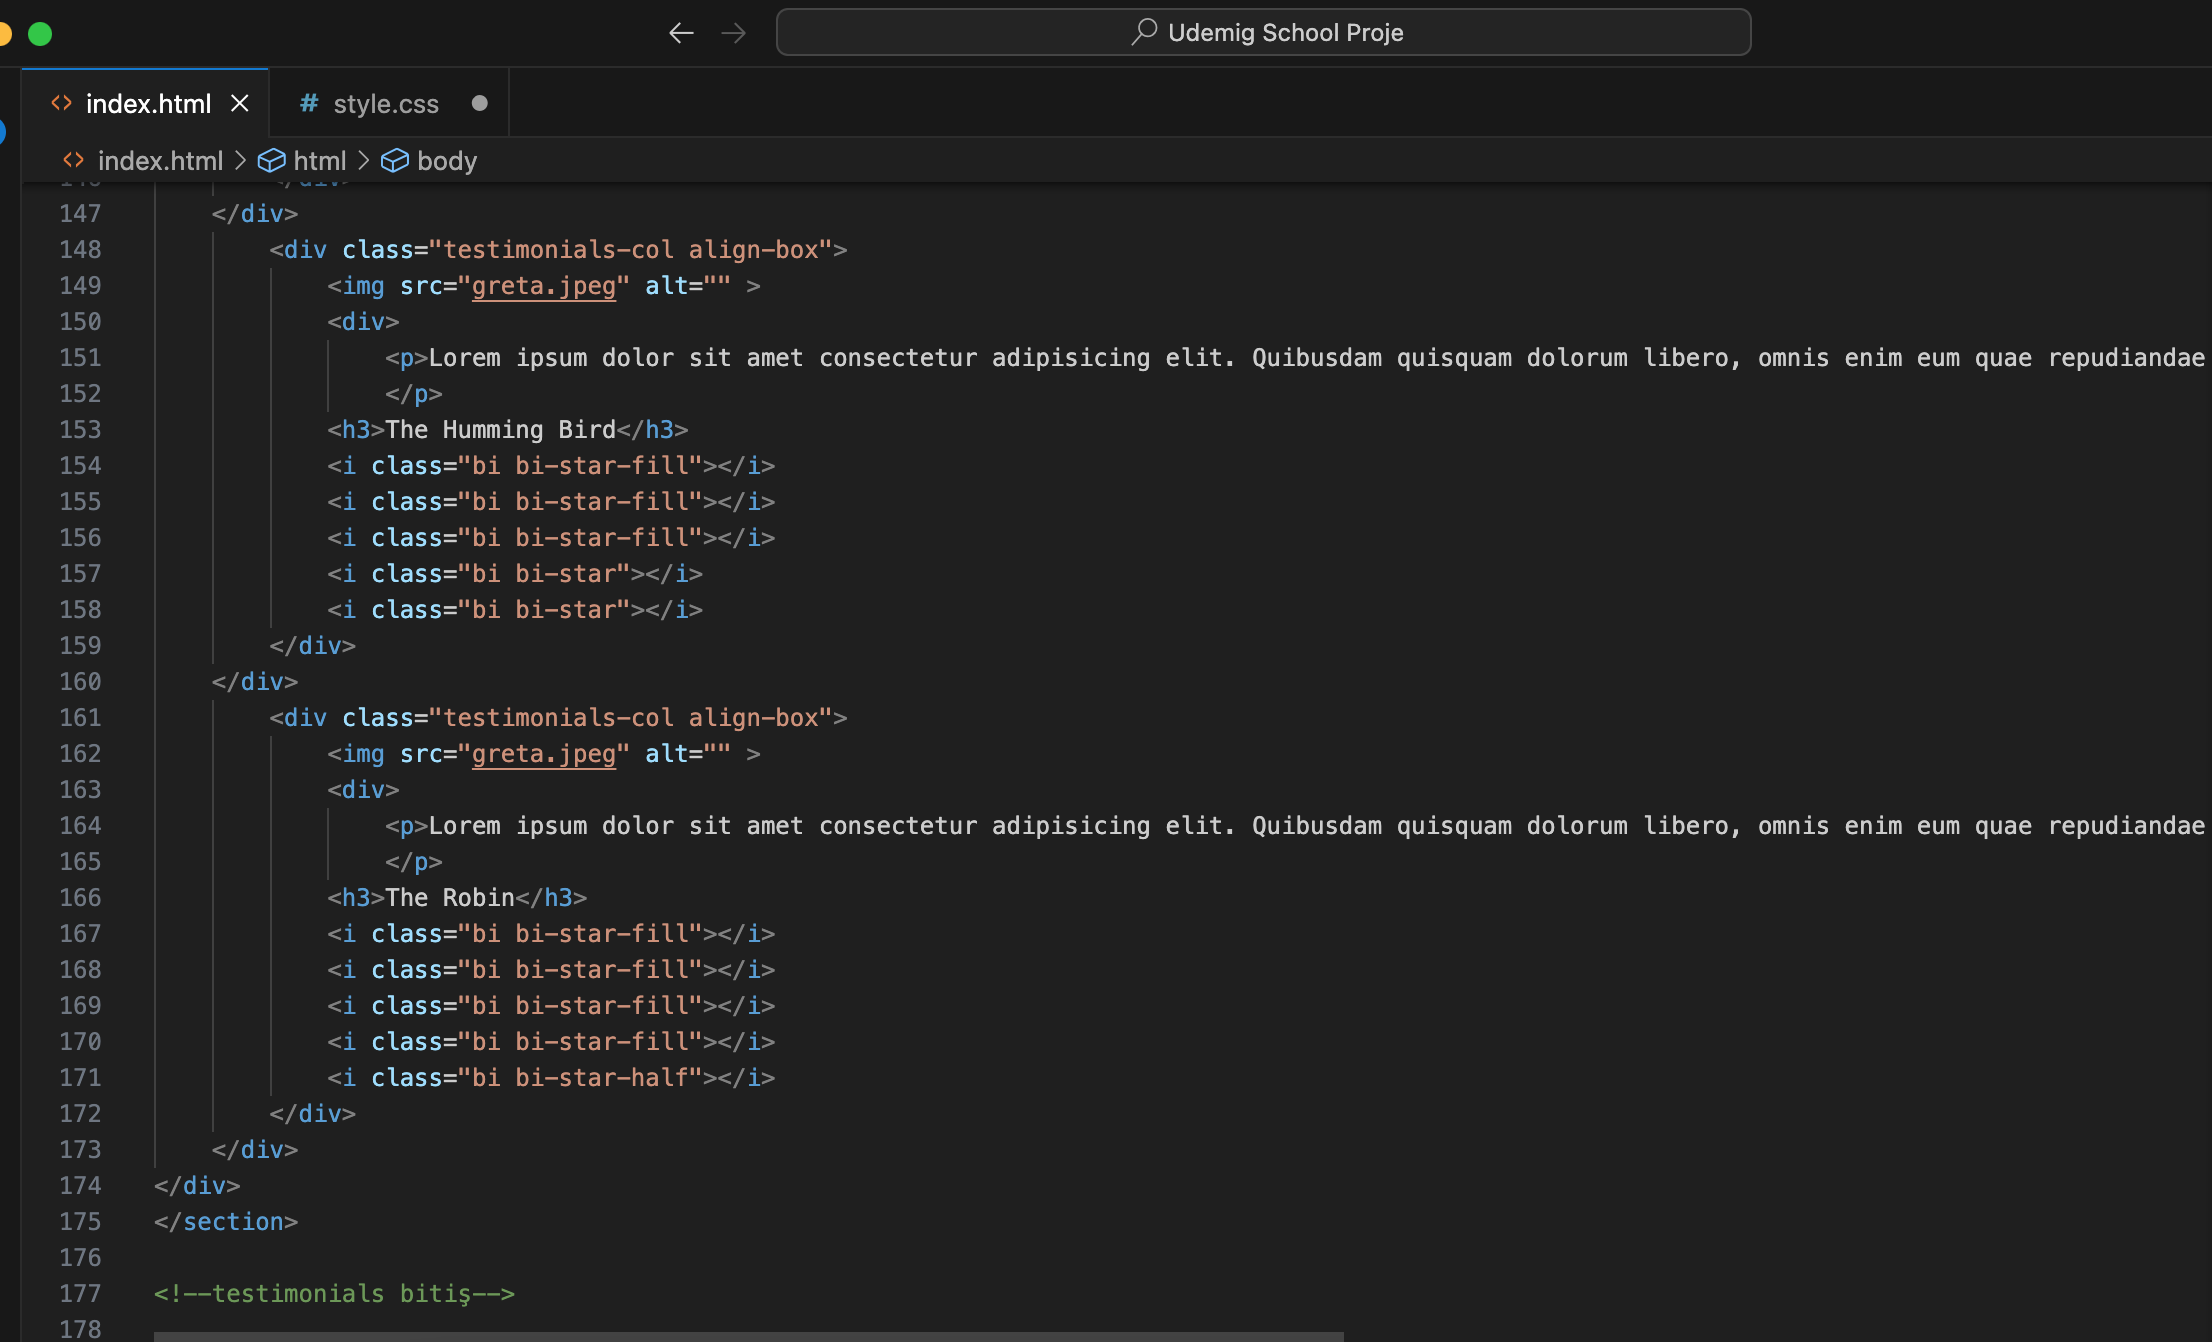 Udemig School Proje
index.html
# style.css
index.html > html > body
147 </div>
148 <div class="testimonials-col align-box">
149 <img src="greta.jpeg" alt="" >
150 <div>
151 <p>Lorem ipsum dolor sit amet consectetur adipisicing elit. Quibusdam quisquam dolorum libero, omnis enim eum quae repudiandae
152 </p>
153 <h3>The Humming Bird</h3>
154 <i class="bi bi-star-fill"></i>
155 <i class="bi bi-star-fill"></i>
156 <i class="bi bi-star-fill"></i>
157 <i class="bi bi-star"></i>
158 <i class="bi bi-star"></i>
159 </div>
160 </div>
161 <div class="testimonials-col align-box">
162 <img src="greta.jpeg" alt="" >
163 <div>
164 <p>Lorem ipsum dolor sit amet consectetur adipisicing elit. Quibusdam quisquam dolorum libero, omnis enim eum quae repudiandae
165 </p>
166 <h3>The Robin</h3>
167 <i class="bi bi-star-fill"></i>
168 <i class="bi bi-star-fill"></i>
169 <i class="bi bi-star-fill"></i>
170 <i class="bi bi-star-fill"></i>
171 <i class="bi bi-star-half"></i>
172 </div>
173 </div>
174 </div>
175 </section>
176
177 <!--testimonials bitiş-->
178